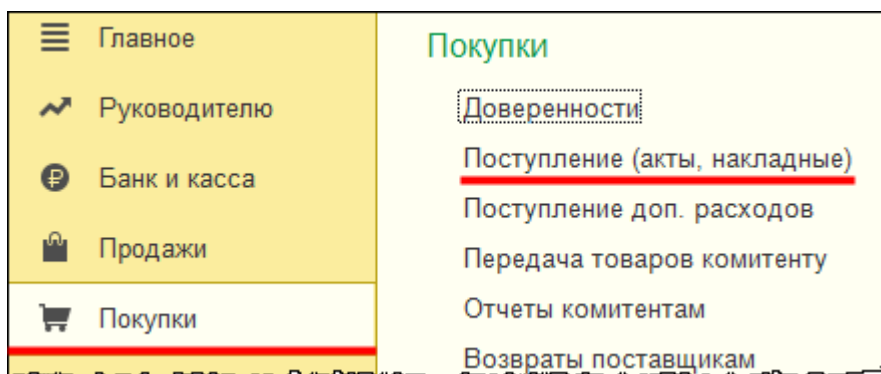 Главное
Руководителю
Банк и касса
Продажи
Покупки
Покупки
Доверенности
Поступление (акты, накладные)
Поступление доп. расходов
Передача товаров комитенту
Отчеты комитентам
Возвраты поставщикам